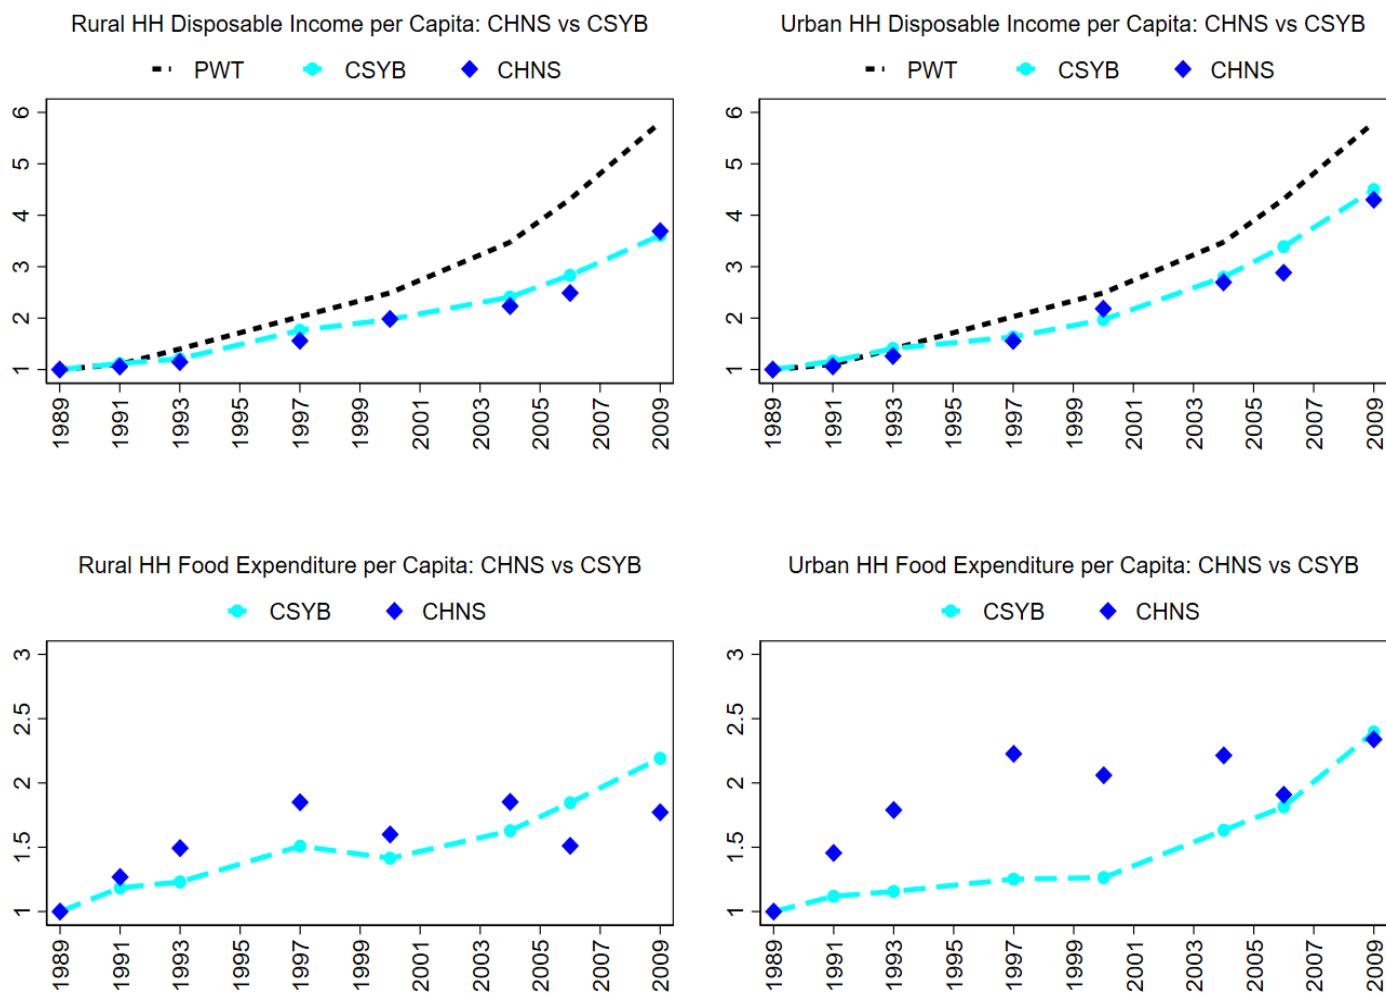 Rural HH Disposable Income per Capita: CHNS vs CSYB
PWT CSYB CHNS
6
5
4
3
2
1
1989 1991 1993 1995 1997 1999 2001 2003 2005 2007 2009
Urban HH Disposable Income per Capita: CHNS vs CSYB
PWT CSYB CHNS
6
5
4
3
2
1
1989 1991 1993 1995 1997 1999 2001 2003 2005 2007 2009
Rural HH Food Expenditure per Capita: CHNS vs CSYB
CSYB CHNS
3
2.5
2
1.5
1
1989 1991 1993 1995 1997 1999 2001 2003 2005 2007 2009
Urban HH Food Expenditure per Capita: CHNS vs CSYB
CSYB CHNS
3
2.5
2
1.5
1
1989 1991 1993 1995 1997 1999 2001 2003 2005 2007 2009